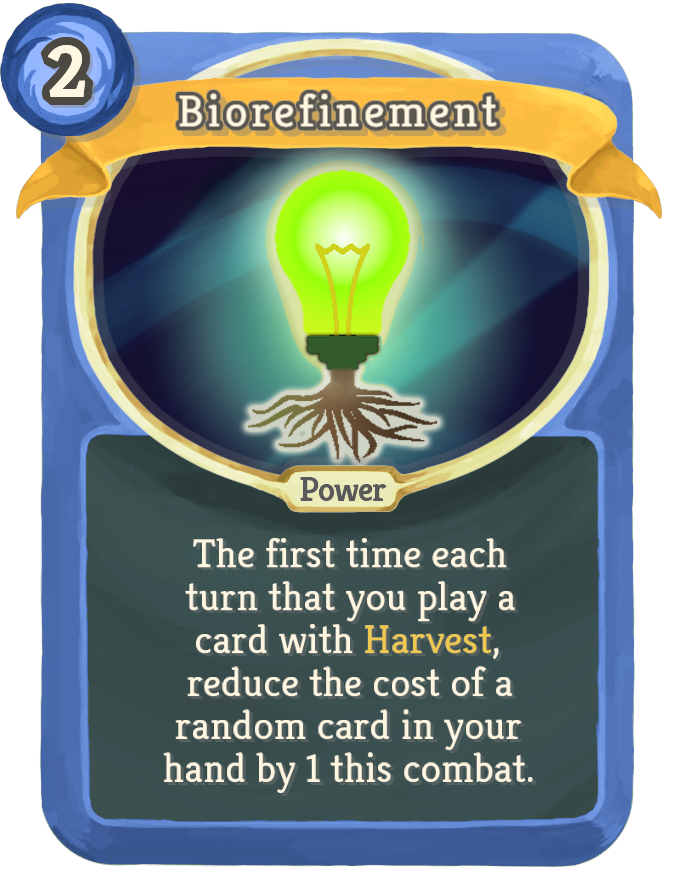 2
Biorefinement
Power
The first time each
turn that you play a
card with Harvest,
reduce the cost of a
random card in your
hand by 1 this combat.